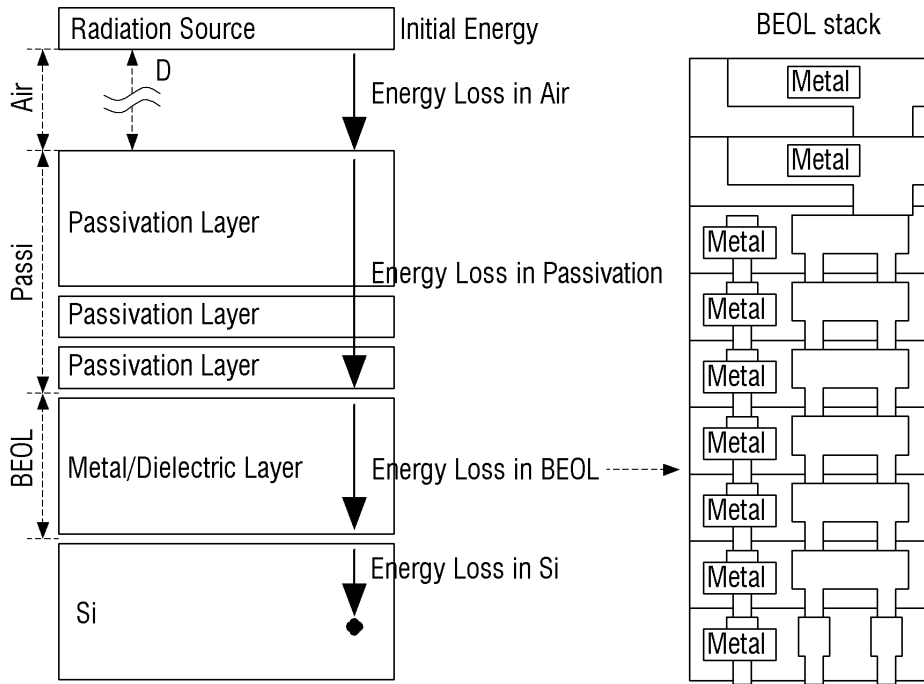 Radiation Source
Initial Energy
BEOL stack
Air
D
Energy Loss in Air
Metal
Metal
Passi
Passivation Layer
Energy Loss in Passivation
Passivation Layer
Passivation Layer
Metal
Metal
Metal
BEOL
Metal/Dielectric Layer
Energy Loss in BEOL
Metal
Metal
Energy Loss in Si
Si
Metal
Metal